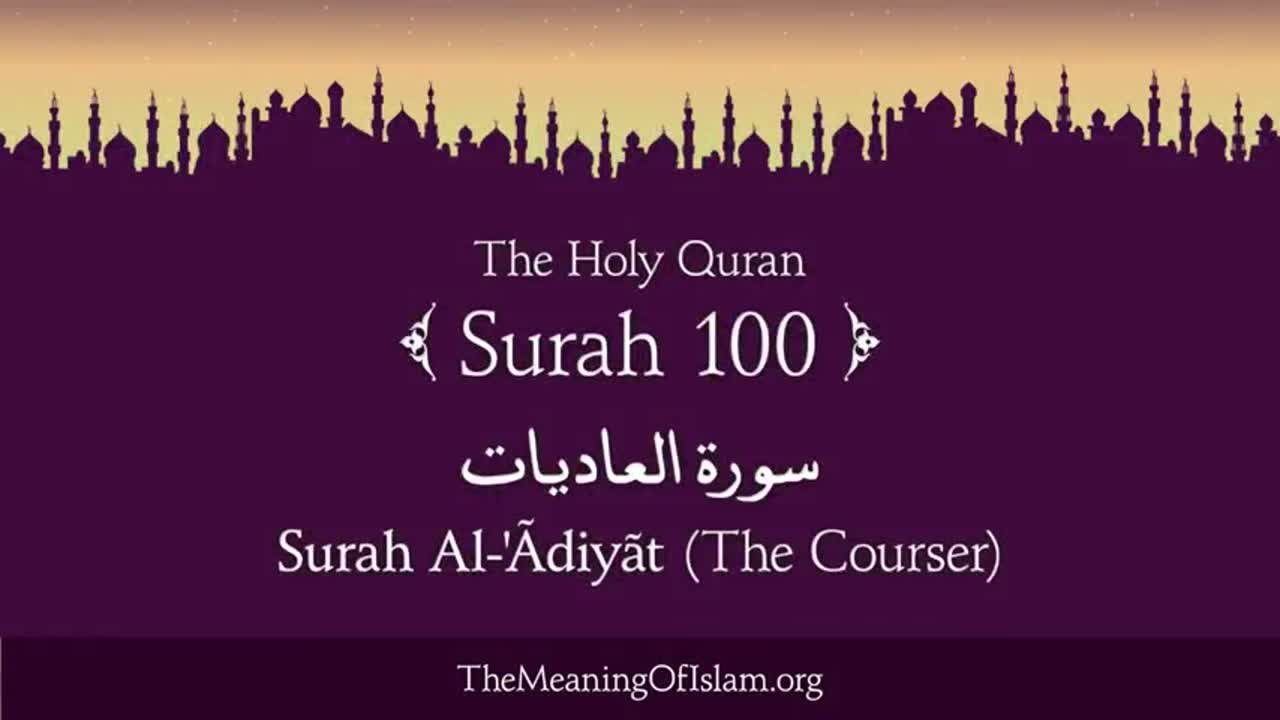 The Holy Quran
Surah 100
سورة العاديات
Surah Al-'Ãdiyãt (The Courser)
TheMeaningOfIslam.org